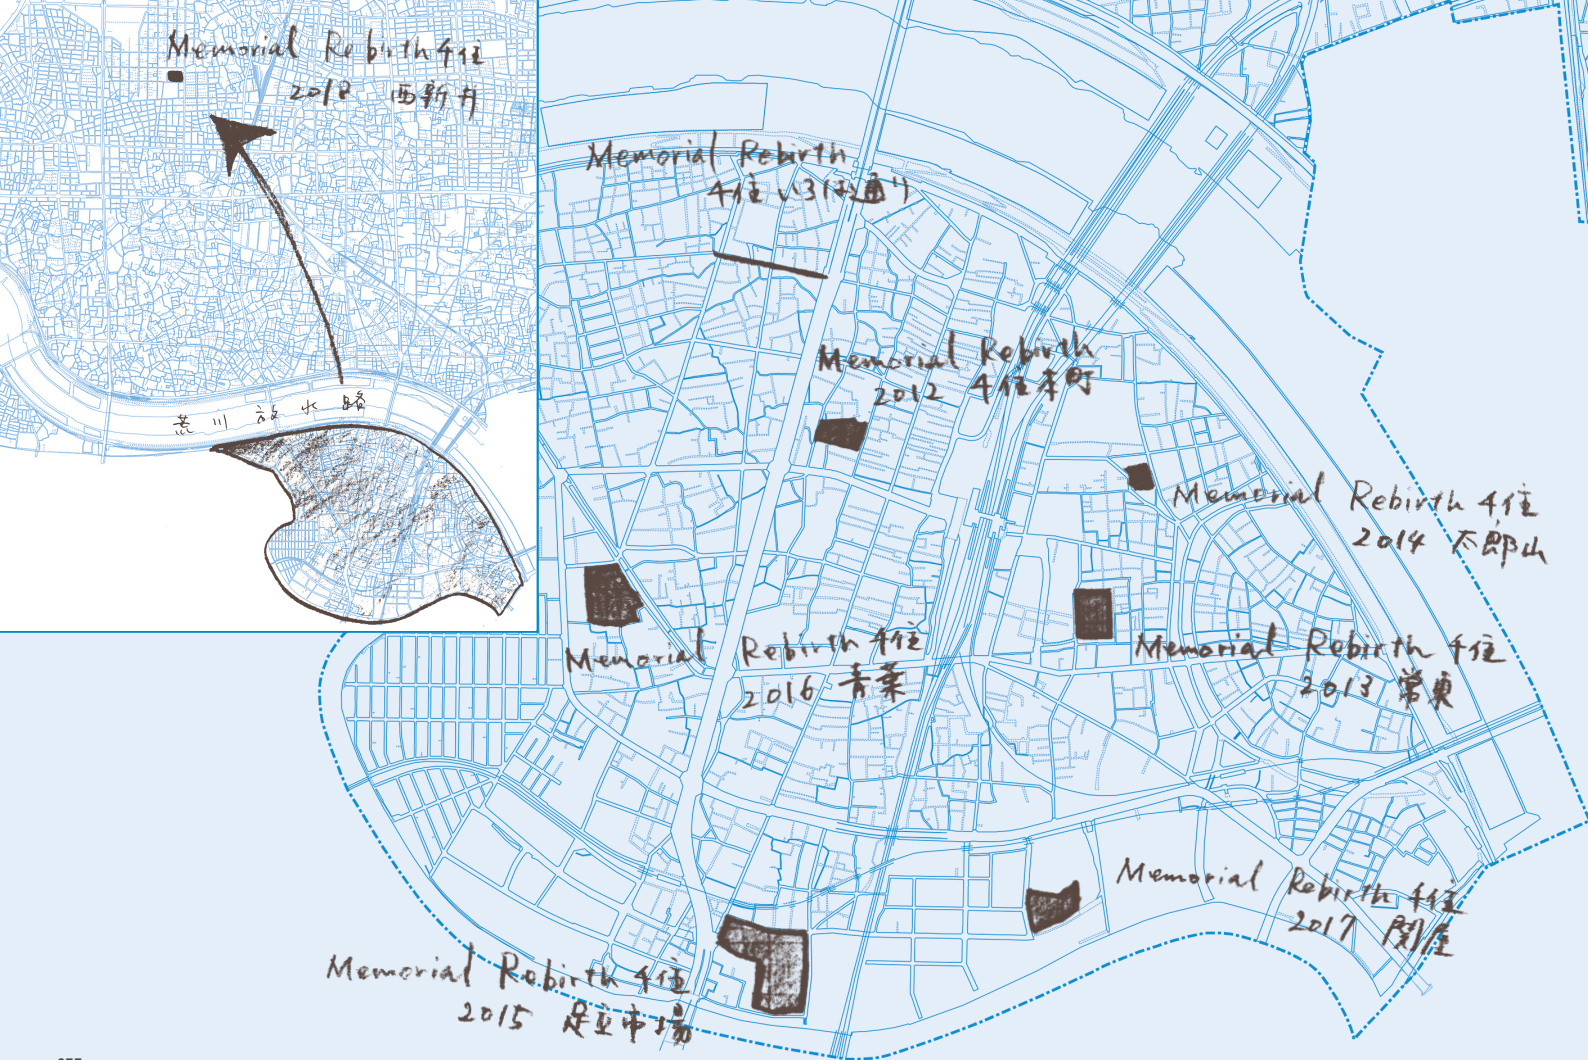 Memorial Rebirth 千住
2018 西新井
荒川放水路
Memorial Rebirth
千住 いろは通り
Memorial Rebirth
2012 千住本町
Memorial Rebirth 千住
2014 太郎山
Memorial Rebirth 千住
2013 常東
Memorial Rebirth 千住
2016 青葉
Memorial Rebirth 千住
2017 関屋
Memorial Rebirth 千住
2015 足立市場